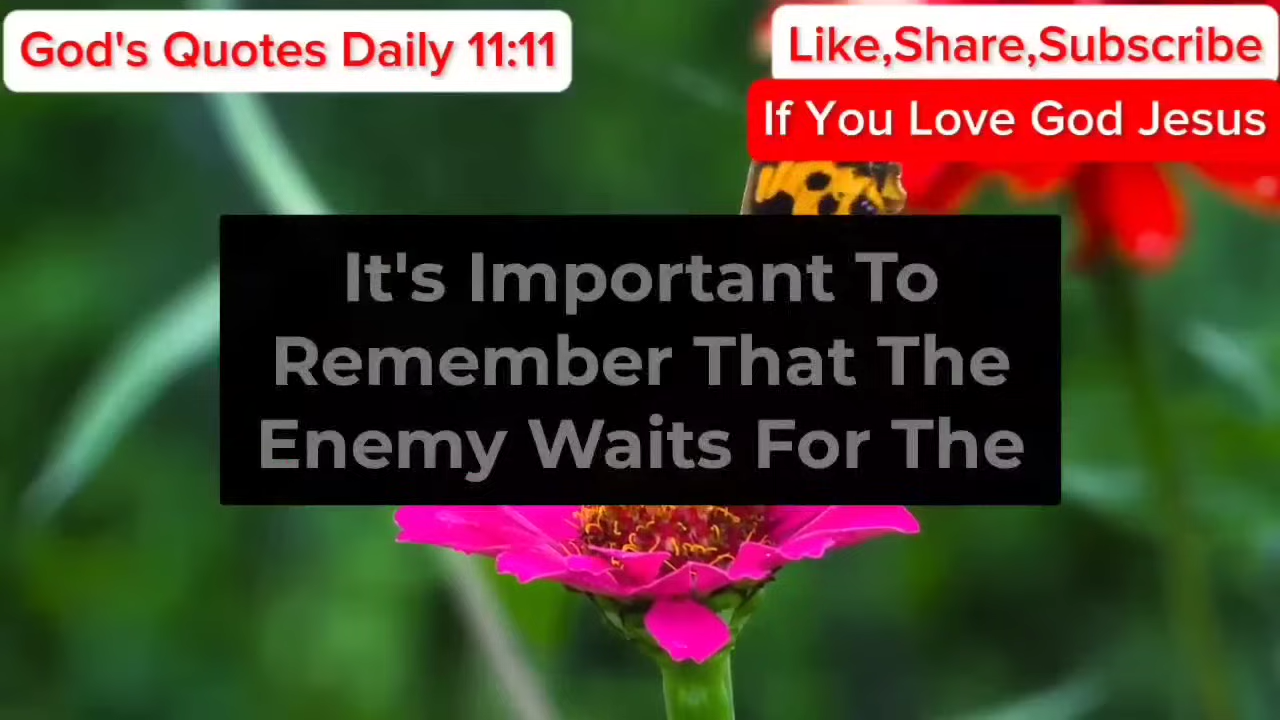 God's Quotes Daily 11:11
Like,Share,Subscribe
If You Love God Jesus
It's Important To
Remember That The
Enemy Waits For The